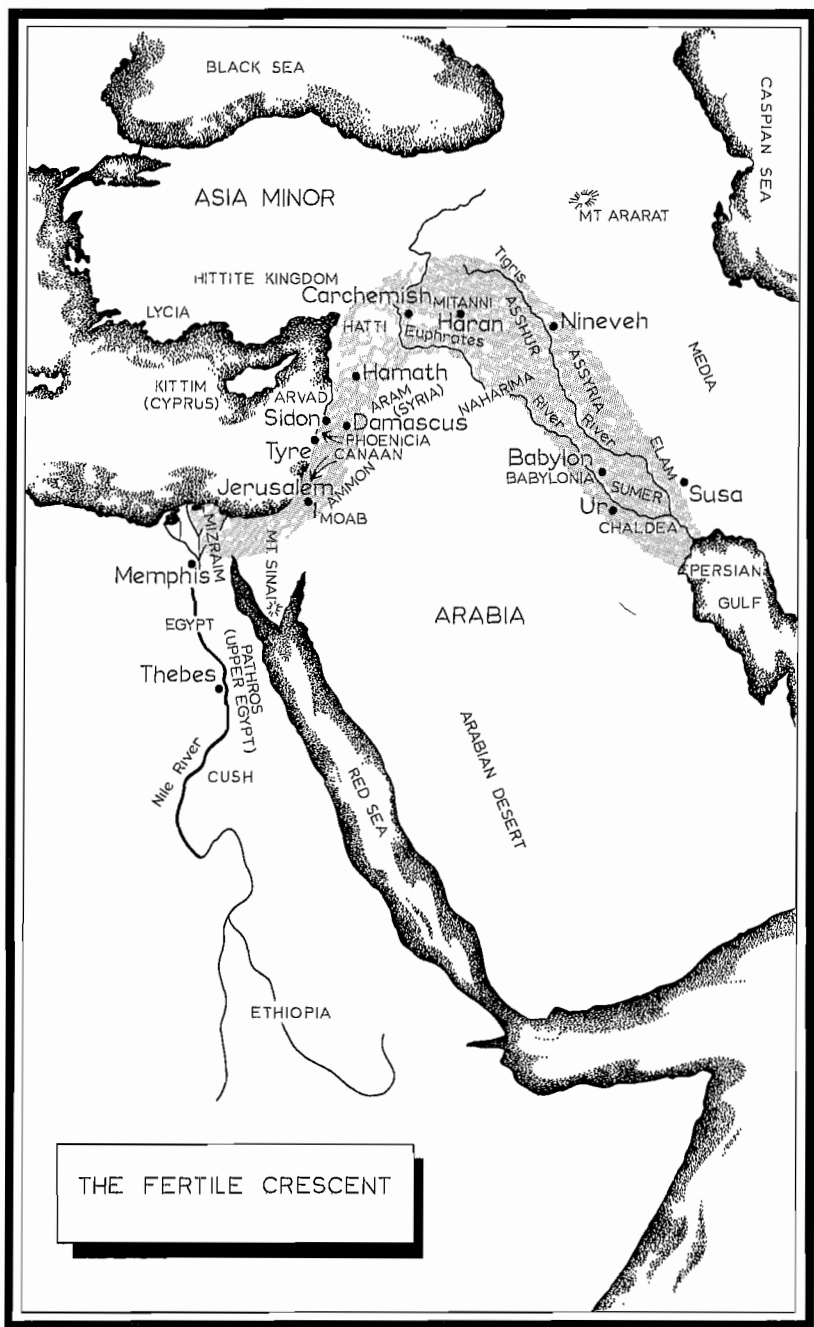 BLACK SEA
CASPIAN SEA
ASIA MINOR
MT ARARAT
HITTITE KINGDOM
Tigris
LYCIA
Carchemish
MITANNI
HATTI
Haran
ASSHUR
Nineveh
Euphrates
ASSYRIA
MEDIA
KITTIM
(CYPRUS)
ARVAD
Hamath
ARAM
(SYRIA)
NAHARIMA
Sidon
Damascus
River
River
PHOENICIA
Tyre
CANAAN
ELAM
Babylon
BABYLONIA
SUMER
Susa
Jerusalem
AMMON
MOAB
Ur
CHALDEA
MIZRAIM
MT SINAI
Memphis
PERSIAN
GULF
EGYPT
ARABIA
PATHROS
(UPPER EGYPT)
Thebes
Nile River
CUSH
RED SEA
ARABIAN DESERT
ETHIOPIA
THE FERTILE CRESCENT